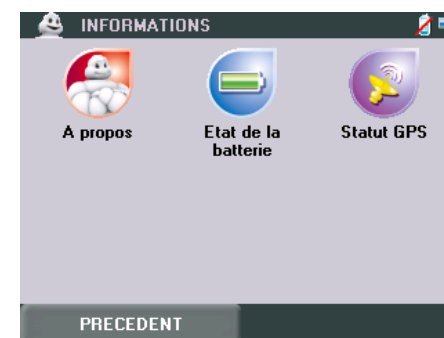 INFORMATIONS
A propos
Etat de la
batterie
Statut GPS
PRECEDENT